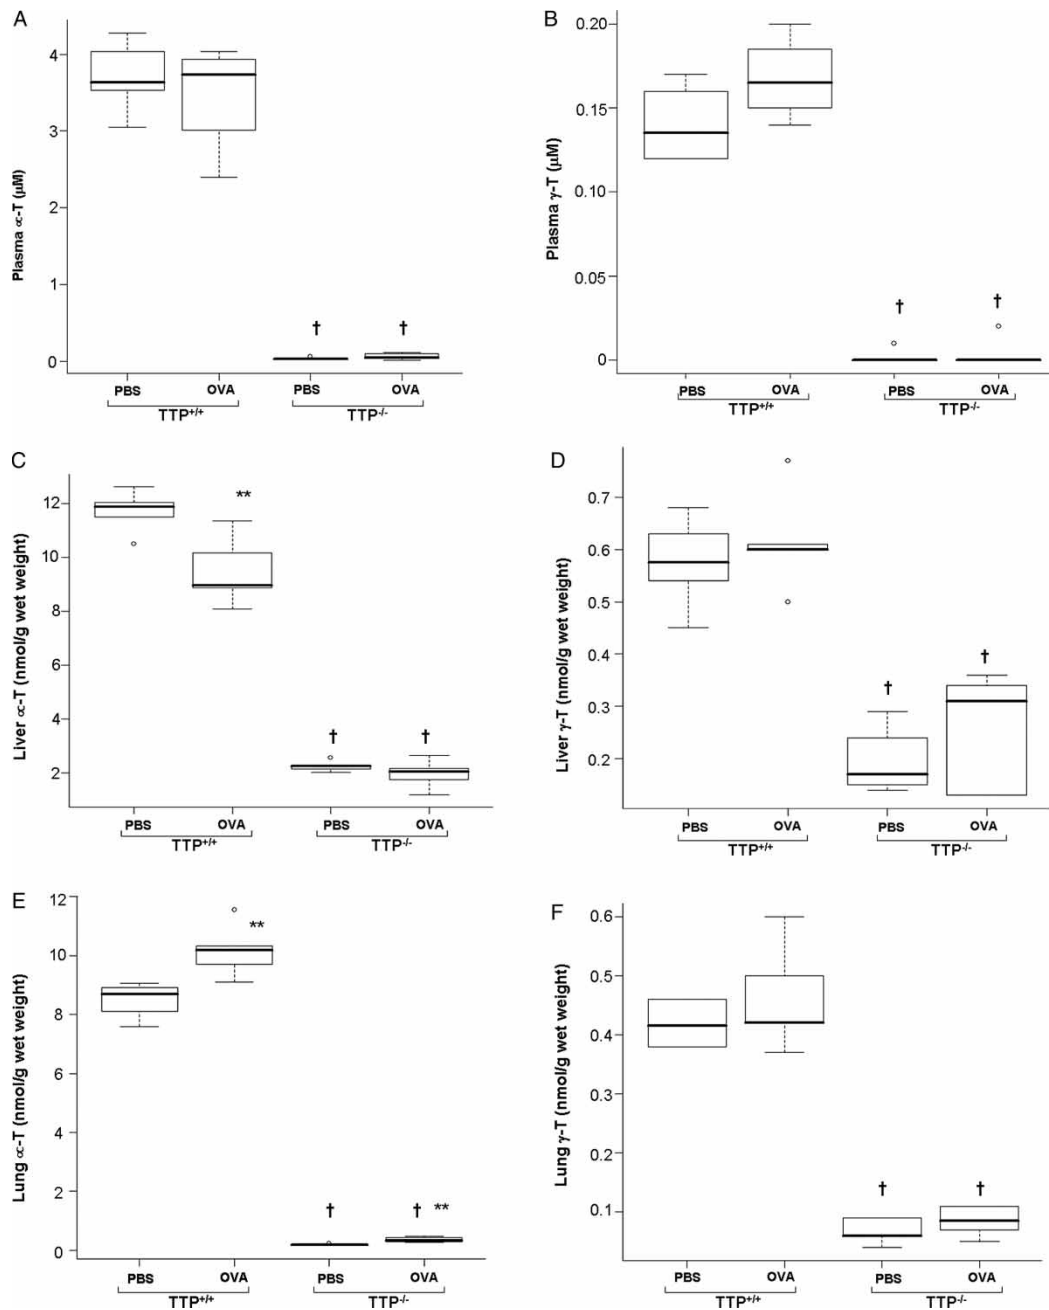 A
Plasma ∝-T (μM)
4
3
2
1
0
†
†
PBS
OVA
PBS
OVA
TTP+/+
TTP-/-
B
Plasma γ-T (μM)
0.20
0.15
0.10
0.05
0
†
†
PBS
OVA
PBS
OVA
TTP+/+
TTP-/-
C
Liver ∝-T (nmol/g wet weight)
12
10
8
6
4
2
**
†
†
PBS
OVA
PBS
OVA
TTP+/+
TTP-/-
D
Liver γ-T (nmol/g wet weight)
0.7
0.6
0.5
0.4
0.3
0.2
†
†
PBS
OVA
PBS
OVA
TTP+/+
TTP-/-
E
Lung ∝-T (nmol/g wet weight)
12
10
8
6
4
2
0
**
†
† **
PBS
OVA
PBS
OVA
TTP+/+
TTP-/-
F
Lung γ-T (nmol/g wet weight)
0.6
0.5
0.4
0.3
0.2
0.1
†
†
PBS
OVA
PBS
OVA
TTP+/+
TTP-/-